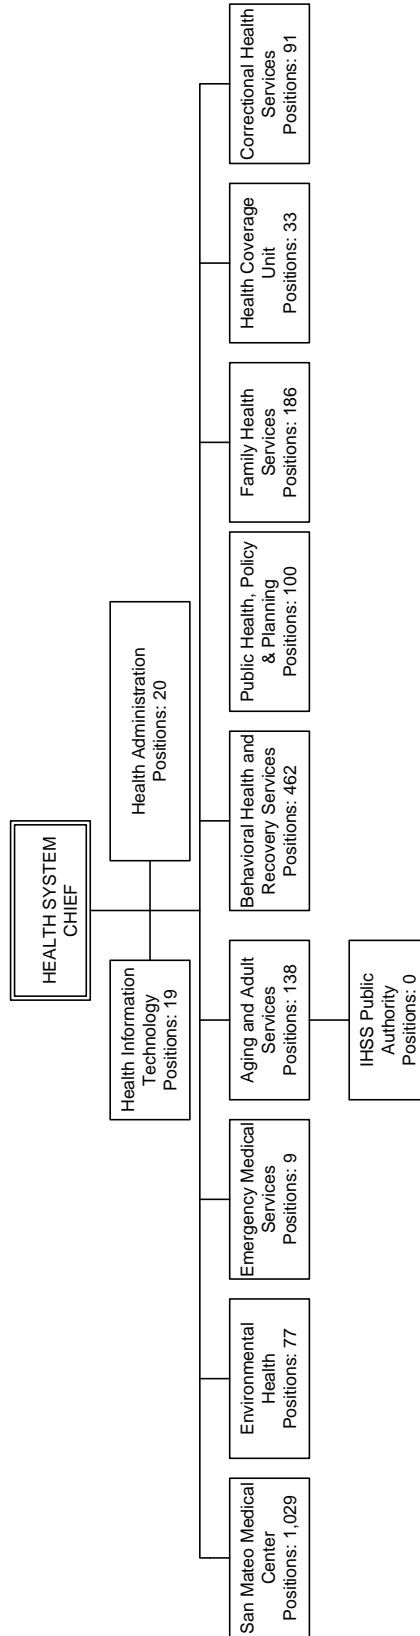 HEALTH SYSTEM
CHIEF
Health Information
Technology
Positions: 19
Health Administration
Positions: 20
San Mateo Medical
Center
Positions: 1,029
Environmental
Health
Positions: 77
Emergency Medical
Services
Positions: 9
Aging and Adult
Services
Positions: 138
Behavioral Health and
Recovery Services
Positions: 462
Public Health, Policy
& Planning
Positions: 100
Family Health
Services
Positions: 186
Health Coverage
Unit
Positions: 33
Correctional Health
Services
Positions: 91
IHSS Public
Authority
Positions: 0